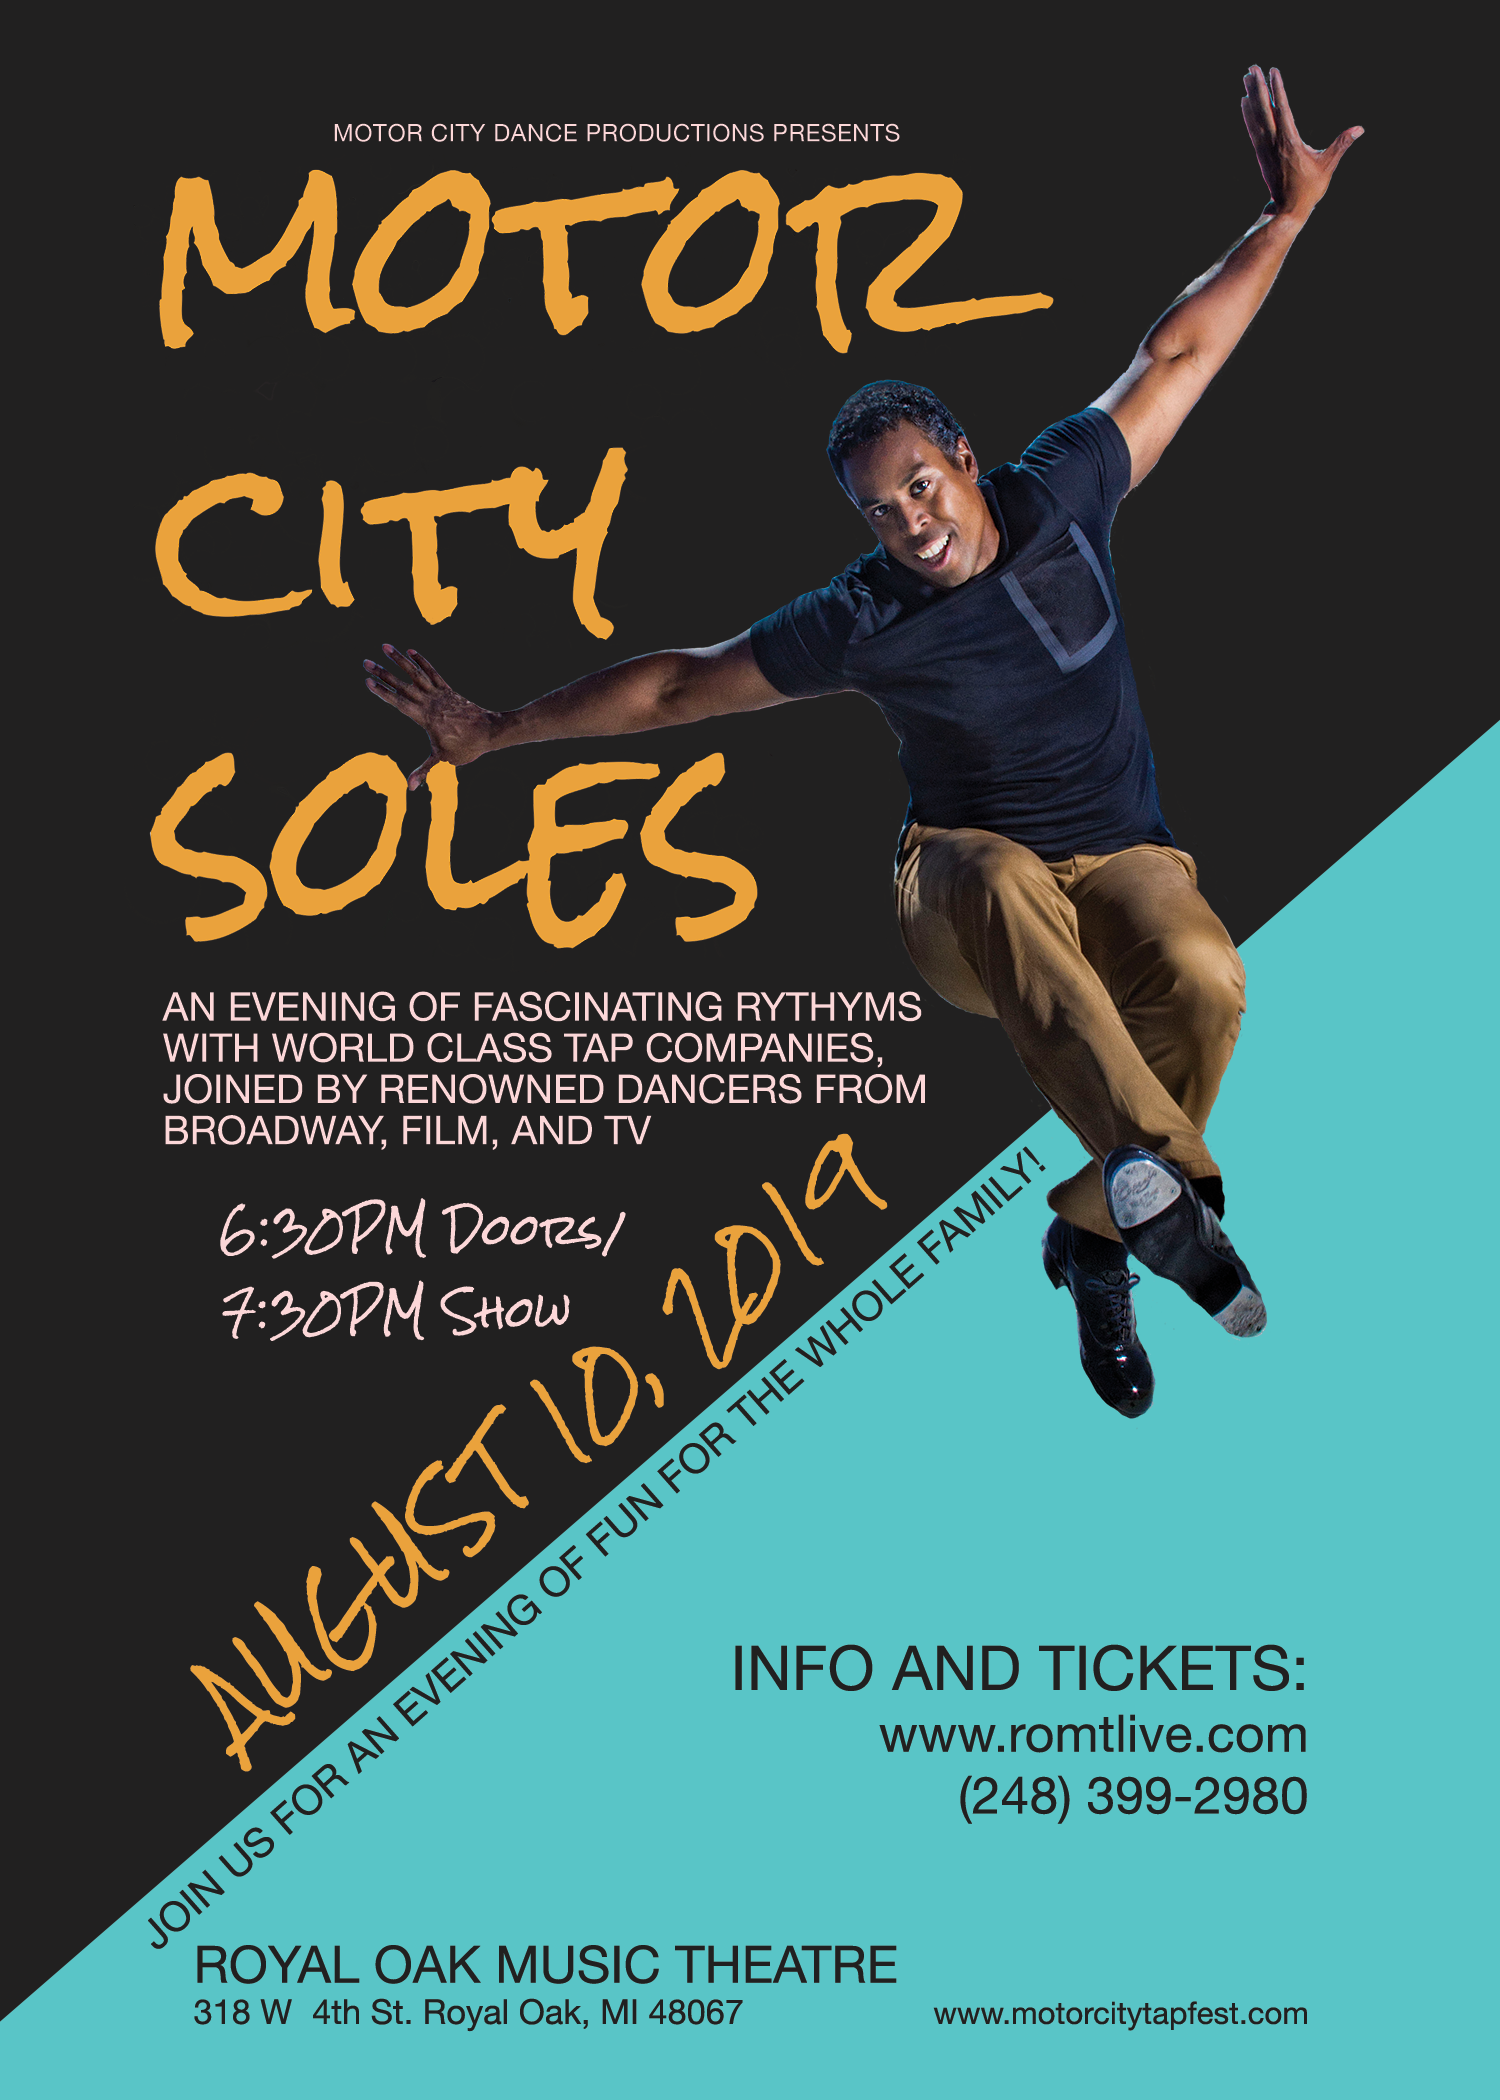 MOTOR CITY DANCE PRODUCTIONS PRESENTS
MOTOR
CITY
SOLES
AN EVENING OF FASCINATING RYTHYMS
WITH WORLD CLASS TAP COMPANIES,
JOINED BY RENOWNED DANCERS FROM
BROADWAY, FILM, AND TV
6:30PM DOORS/
7:30PM SHOW
AUGUST 10, 2019
JOIN US FOR AN EVENING OF FUN FOR THE WHOLE FAMILY!
INFO AND TICKETS:
www.romtlive.com
(248) 399-2980
ROYAL OAK MUSIC THEATRE
318 W  4th St. Royal Oak, MI 48067
www.motorcitytapfest.com